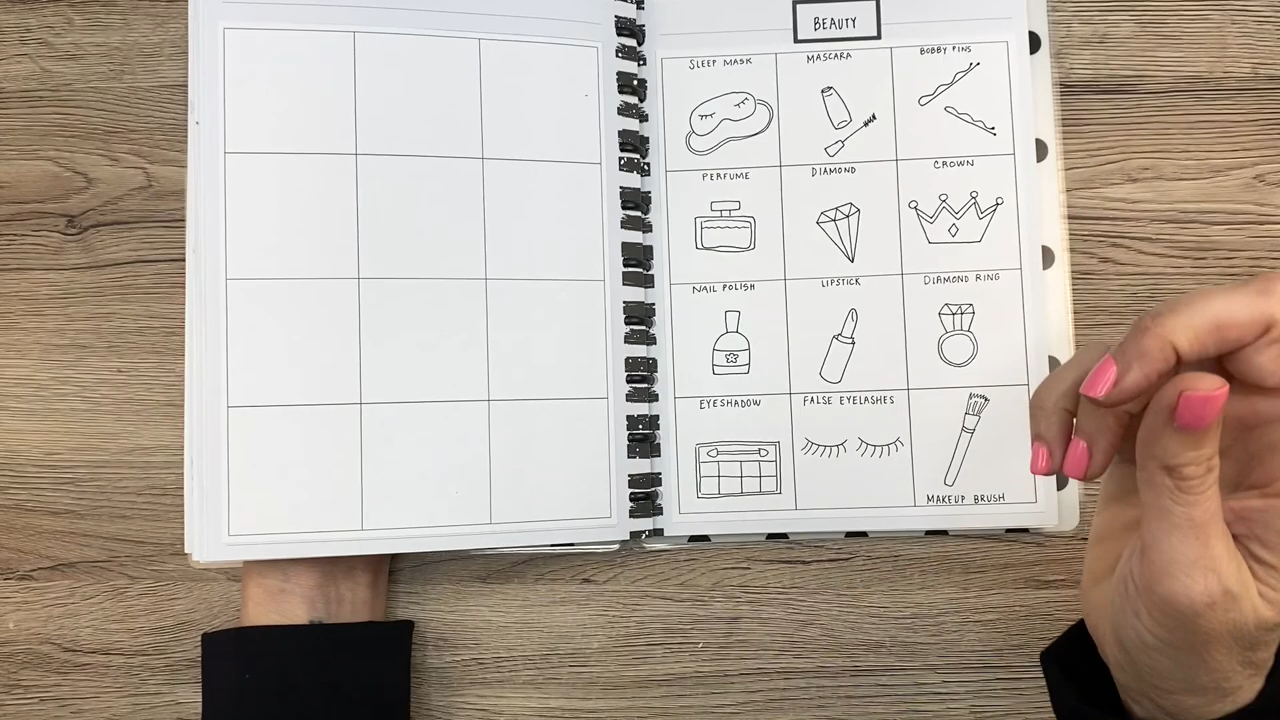 BEAUTY
SLEEP MASK
MASCARA
BOBBY PINS
PERFUME
DIAMOND
CROWN
NAIL POLISH
LIPSTICK
DIAMOND RING
EYESHADOW
FALSE EYELASHES
MAKEUP BRUSH